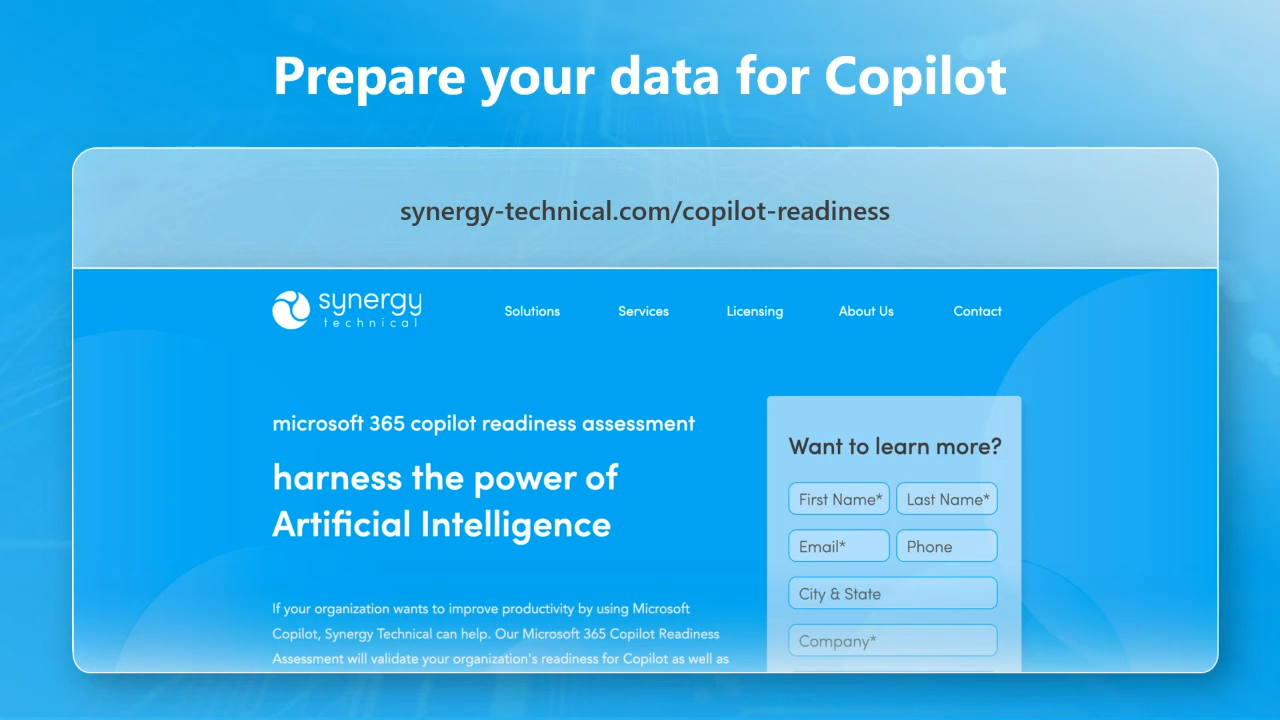 Prepare your data for Copilot
synergy-technical.com/copilot-readiness
synergy
technical
Solutions
Services
Licensing
About Us
Contact
microsoft 365 copilot readiness assessment
harness the power of
Artificial Intelligence
If your organization wants to improve productivity by using Microsoft
Copilot, Synergy Technical can help. Our Microsoft 365 Copilot Readiness
Assessment will validate your organization's readiness for Copilot as well as
Want to learn more?
First Name*
Last Name*
Email*
Phone
City & State
Company*